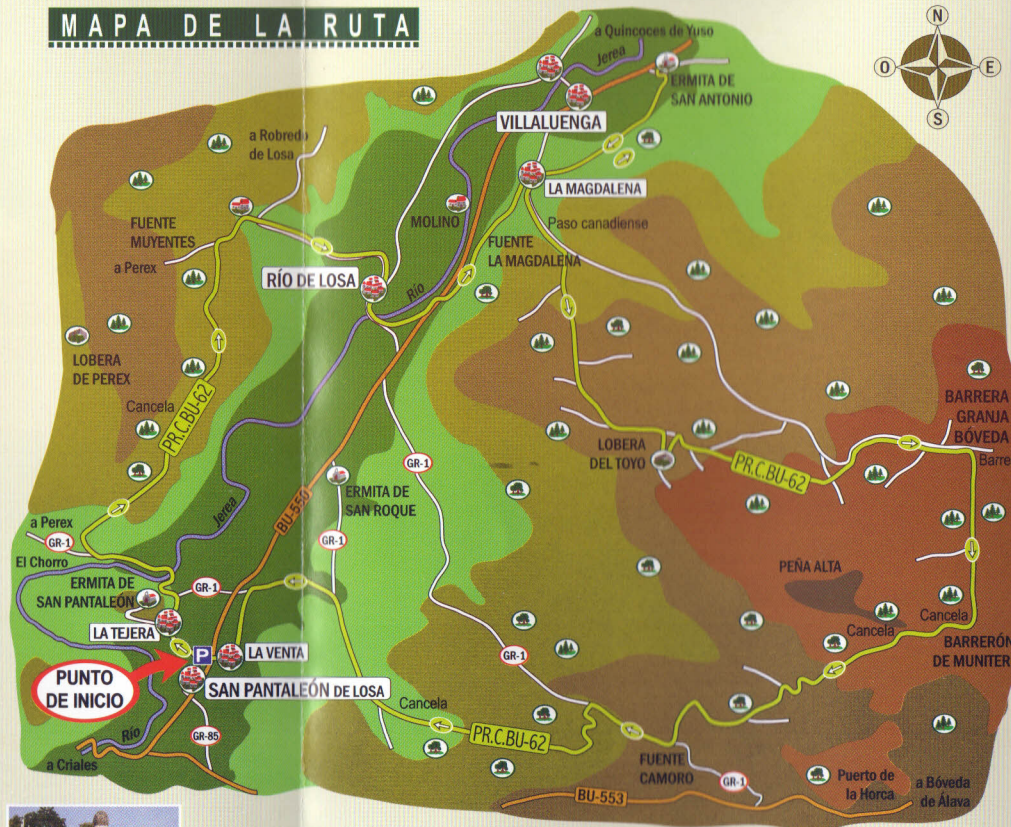 MAPA DE LA RUTA
N
O
E
S
a Quincoces de Yuso
Jerea
ERMITA DE
SAN ANTONIO
VILLALUENGA
a Robredo
de Losa
LA MAGDALENA
MOLINO
Paso canadiense
FUENTE
MUYENTES
FUENTE
LA MAGDALENA
a Perex
RÍO DE LOSA
Río
LOBERA
DE PEREX
Cancela
PR.C.BU-62
BARRERA
GRANJA
BÓVEDA
Barre
LOBERA
DEL TOYO
PR.C.BU-62
GR-1
ERMITA DE
SAN ROQUE
BU-550
Jerea
a Perex
GR-1
GR-1
El Chorro
PEÑA ALTA
ERMITA DE
SAN PANTALEÓN
GR-1
Cancela
Cancela
LA TEJERA
BARRERÓN
DE MUNITER
P
LA VENTA
GR-1
PUNTO
DE INICIO
SAN PANTALEÓN DE LOSA
Cancela
Río
GR-85
PR.C.BU-62
a Criales
FUENTE
CAMORO
GR-1
Puerto de
la Horca
a Bóveda
de Álava
BU-553